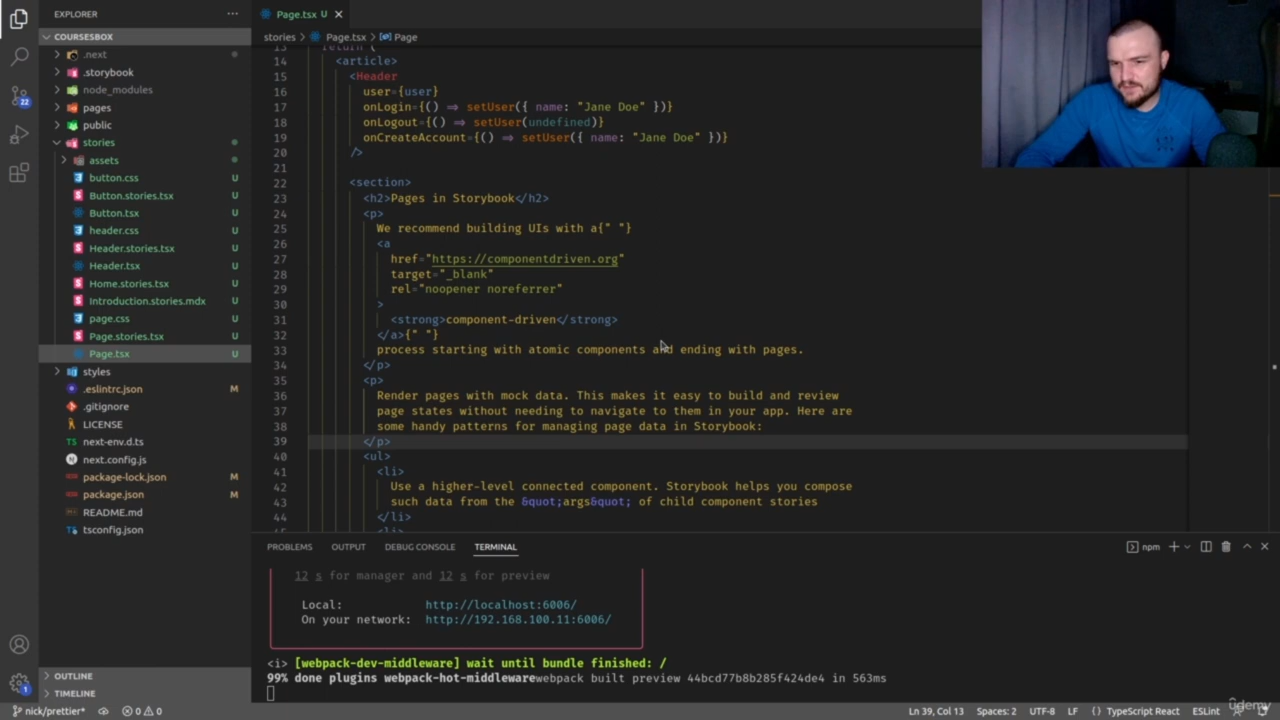 EXPLORER
COURSESBOX
.next
.storybook
node_modules
pages
public
stories
assets
button.css U
Button.stories.tsx U
Button.tsx U
header.css U
Header.stories.tsx U
Header.tsx U
Home.stories.tsx U
Introduction.stories.mdx U
page.css U
Page.stories.tsx U
Page.tsx U
styles
.eslintrc.json M
.gitignore
LICENSE
next-env.d.ts
next.config.js
package-lock.json M
package.json M
README.md
tsconfig.json
OUTLINE
TIMELINE
22
1
Page.tsx U
stories > Page.tsx > Page
13 return (
14 <article>
15 <Header
16 user={user}
17 onLogin={() ⇒ setUser({ name: "Jane Doe" })}
18 onLogout={() ⇒ setUser(undefined)}
19 onCreateAccount={() ⇒ setUser({ name: "Jane Doe" })}
20 />
21
22 <section>
23 <h2>Pages in Storybook</h2>
24 <p>
25 We recommend building UIs with a{" "}
26 <a
27 href="https://componentdriven.org"
28 target="_blank"
29 rel="noopener noreferrer"
30 >
31 <strong>component-driven</strong>
32 </a>{" "}
33 process starting with atomic components and ending with pages.
34 </p>
35 <p>
36 Render pages with mock data. This makes it easy to build and review
37 page states without needing to navigate to them in your app. Here are
38 some handy patterns for managing page data in Storybook:
39 </p>
40 <ul>
41 <li>
42 Use a higher-level connected component. Storybook helps you compose
43 such data from the &quot;args&quot; of child component stories
44 </li>
45 <li>
PROBLEMS OUTPUT DEBUG CONSOLE TERMINAL
npm
12 s for manager and 12 s for preview
Local: http://localhost:6006/
On your network: http://192.168.100.11:6006/
<i> [webpack-dev-middleware] wait until bundle finished: /
99% done plugins webpack-hot-middlewarewebpack built preview 44bcd77b8b285f424de4 in 563ms
nick/prettier* 0 0 Ln 39, Col 13 Spaces: 2 UTF-8 LF {} TypeScript React ESLint
udemy